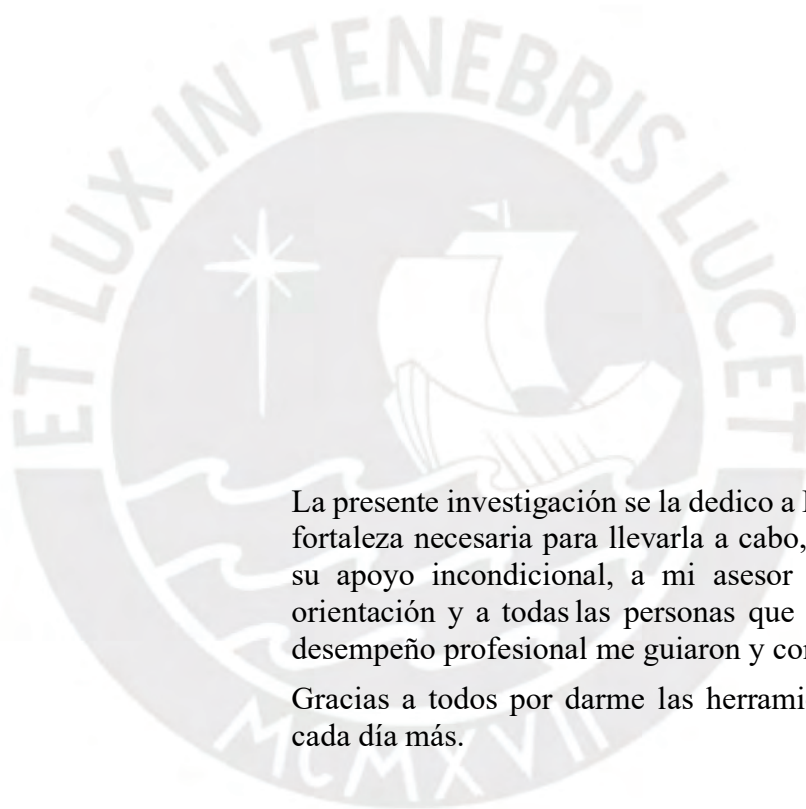 ET LUX IN TENEBRIS LUCET
La presente investigación se la dedico a
fortaleza necesaria para llevarla a cabo,
su apoyo incondicional, a mi asesor
orientación y a todas las personas que
desempeño profesional me guiaron y
Gracias a todos por darme las
cada día más.
MCMXVII